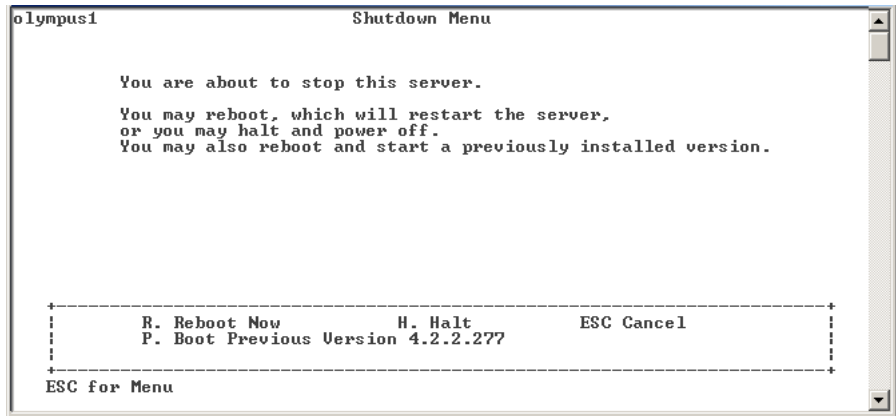 olympus1 Shutdown Menu
You are about to stop this server.
You may reboot, which will restart the server,
or you may halt and power off.
You may also reboot and start a previously installed version.
R. Reboot Now H. Halt ESC Cancel
P. Boot Previous Version 4.2.2.277
ESC for Menu